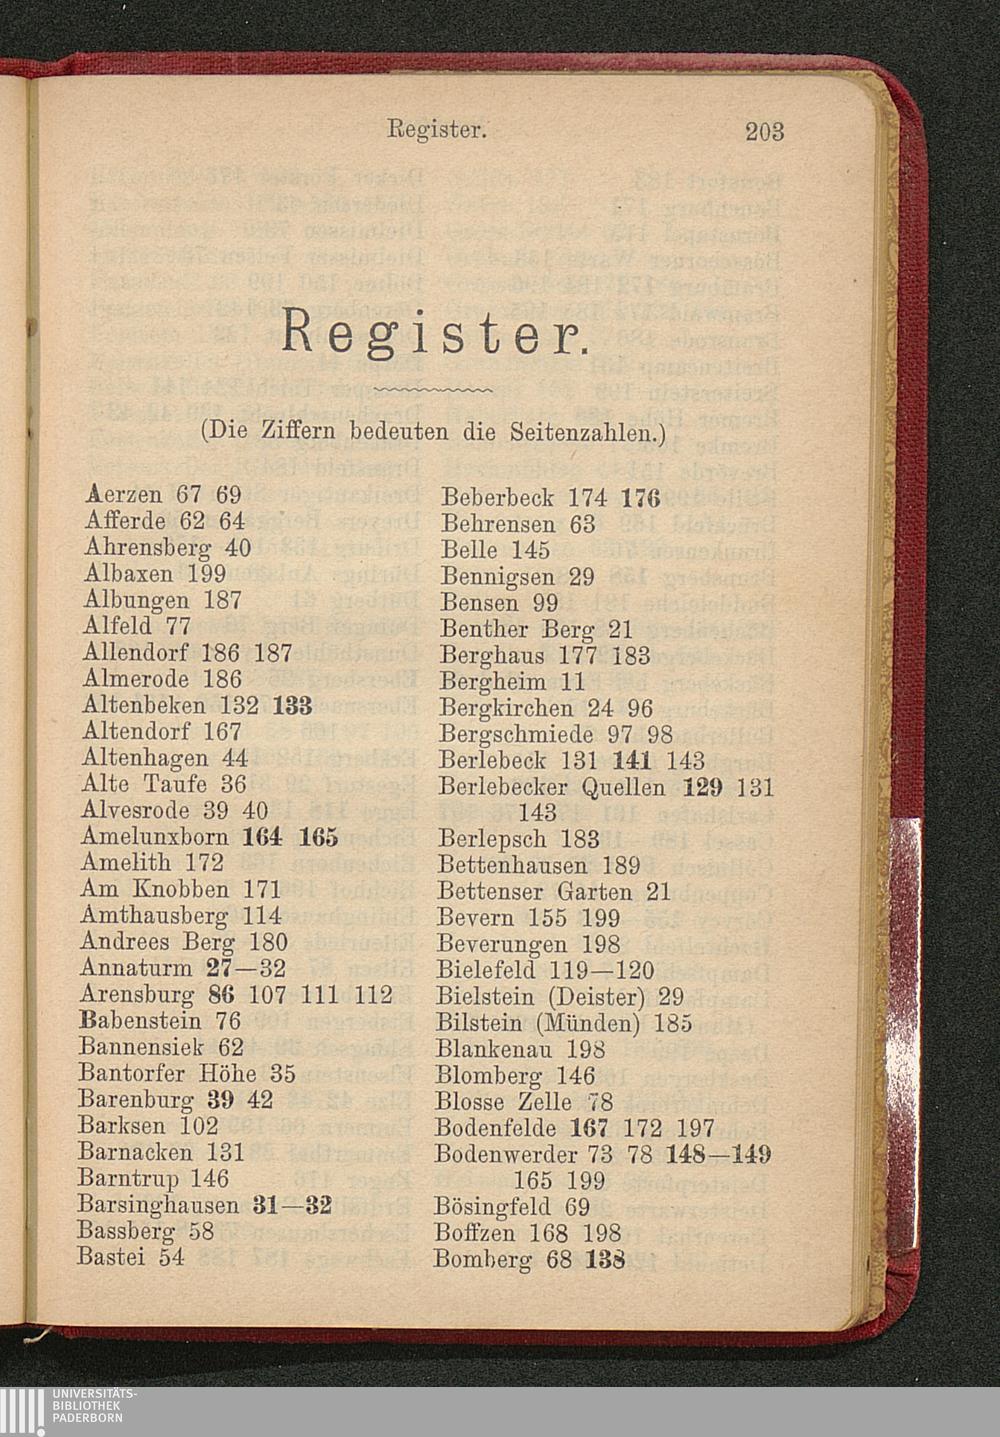 Register.
203
Register.
(Die Ziffern bedeuten die Seitenzahlen.)
Aerzen 67 69
Afferde 62 64
Ahrensberg 40
Albaxen 199
Albungen 187
Alfeld 77
Allendorf 186 187
Almerode 186
Altenbeken 132 133
Altendorf 167
Altenhagen 44
Alte Taufe 36
Alvesrode 39 40
Amelunxborn 164 165
Amelith 172
Am Knobben 171
Amthausberg 114
Andrees Berg 180
Annaturm 27—32
Arensburg 86 107 111 112
Babenstein 76
Bannensiek 62
Bantorfer Höhe 35
Barenburg 39 42
Barksen 102
Barnacken 131
Barntrup 146
Barsinghausen 31—32
Bassberg 58
Bastei 54
Beberbeck 174 176
Behrensen 63
Belle 145
Bennigsen 29
Bensen 99
Benther Berg 21
Berghaus 177 183
Bergheim 11
Bergkirchen 24 96
Bergschmiede 97 98
Berlebeck 131 141 143
Berlebecker Quellen 129 131
143
Berlepsch 183
Bettenhausen 189
Bettenser Garten 21
Bevern 155 199
Beverungen 198
Bielefeld 119—120
Bielstein (Deister) 29
Bilstein (Münden) 185
Blankenau 198
Blomberg 146
Blosse Zelle 78
Bodenfelde 167 172 197
Bodenwerder 73 78 148—149
165 199
Bösingfeld 69
Boffzen 168 198
Bomberg 68 138
UNIVERSITÄTS-
BIBLIOTHEK
PADERBORN